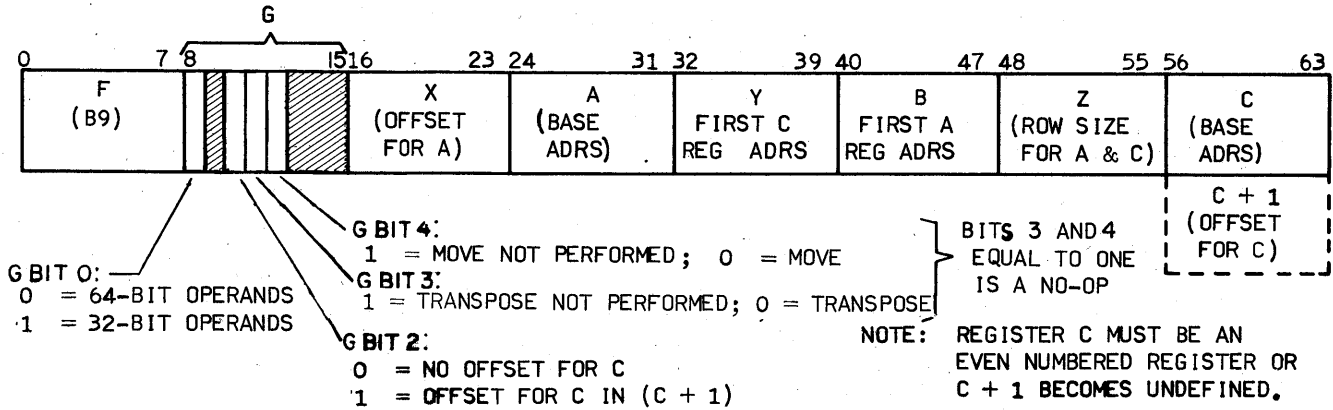 G
0 7 8 15 16 23 24 31 32 39 40 47 48 55 56 63
F
(B9)
X
(OFFSET
FOR A)
A
(BASE
ADRS)
Y
FIRST C
REG ADRS
B
FIRST A
REG ADRS
Z
(ROW SIZE
FOR A & C)
C
(BASE
ADRS)
C + 1
(OFFSET
FOR C)
G BIT 4:
1 = MOVE NOT PERFORMED; 0 = MOVE
G BIT 3:
1 = TRANSPOSE NOT PERFORMED; 0 = TRANSPOSE
BITS 3 AND 4
EQUAL TO ONE
IS A NO-OP
G BIT 0:
0 = 64-BIT OPERANDS
1 = 32-BIT OPERANDS
G BIT 2:
0 = NO OFFSET FOR C
1 = OFFSET FOR C IN (C + 1)
NOTE: REGISTER C MUST BE AN
EVEN NUMBERED REGISTER OR
C + 1 BECOMES UNDEFINED.